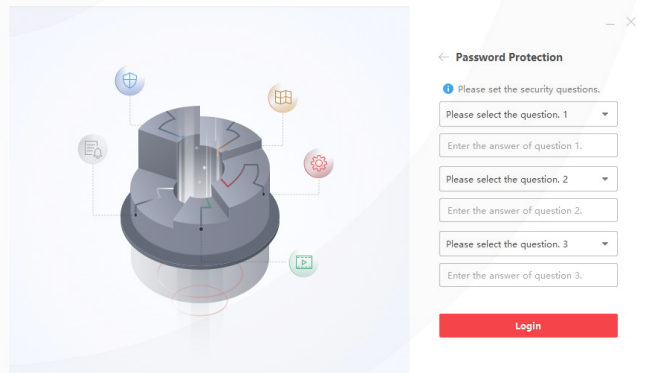 Password Protection
Please set the security questions.
Please select the question. 1
Enter the answer of question 1.
Please select the question. 2
Enter the answer of question 2.
Please select the question. 3
Enter the answer of question 3.
Login